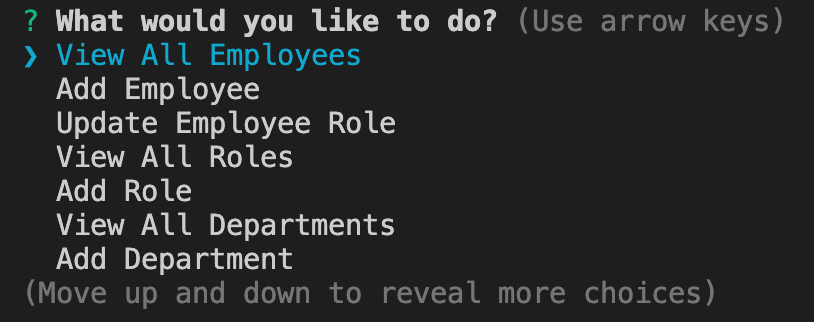 ? What would you like to do? (Use arrow keys)
❯ View All Employees
Add Employee
Update Employee Role
View All Roles
Add Role
View All Departments
Add Department
(Move up and down to reveal more choices)